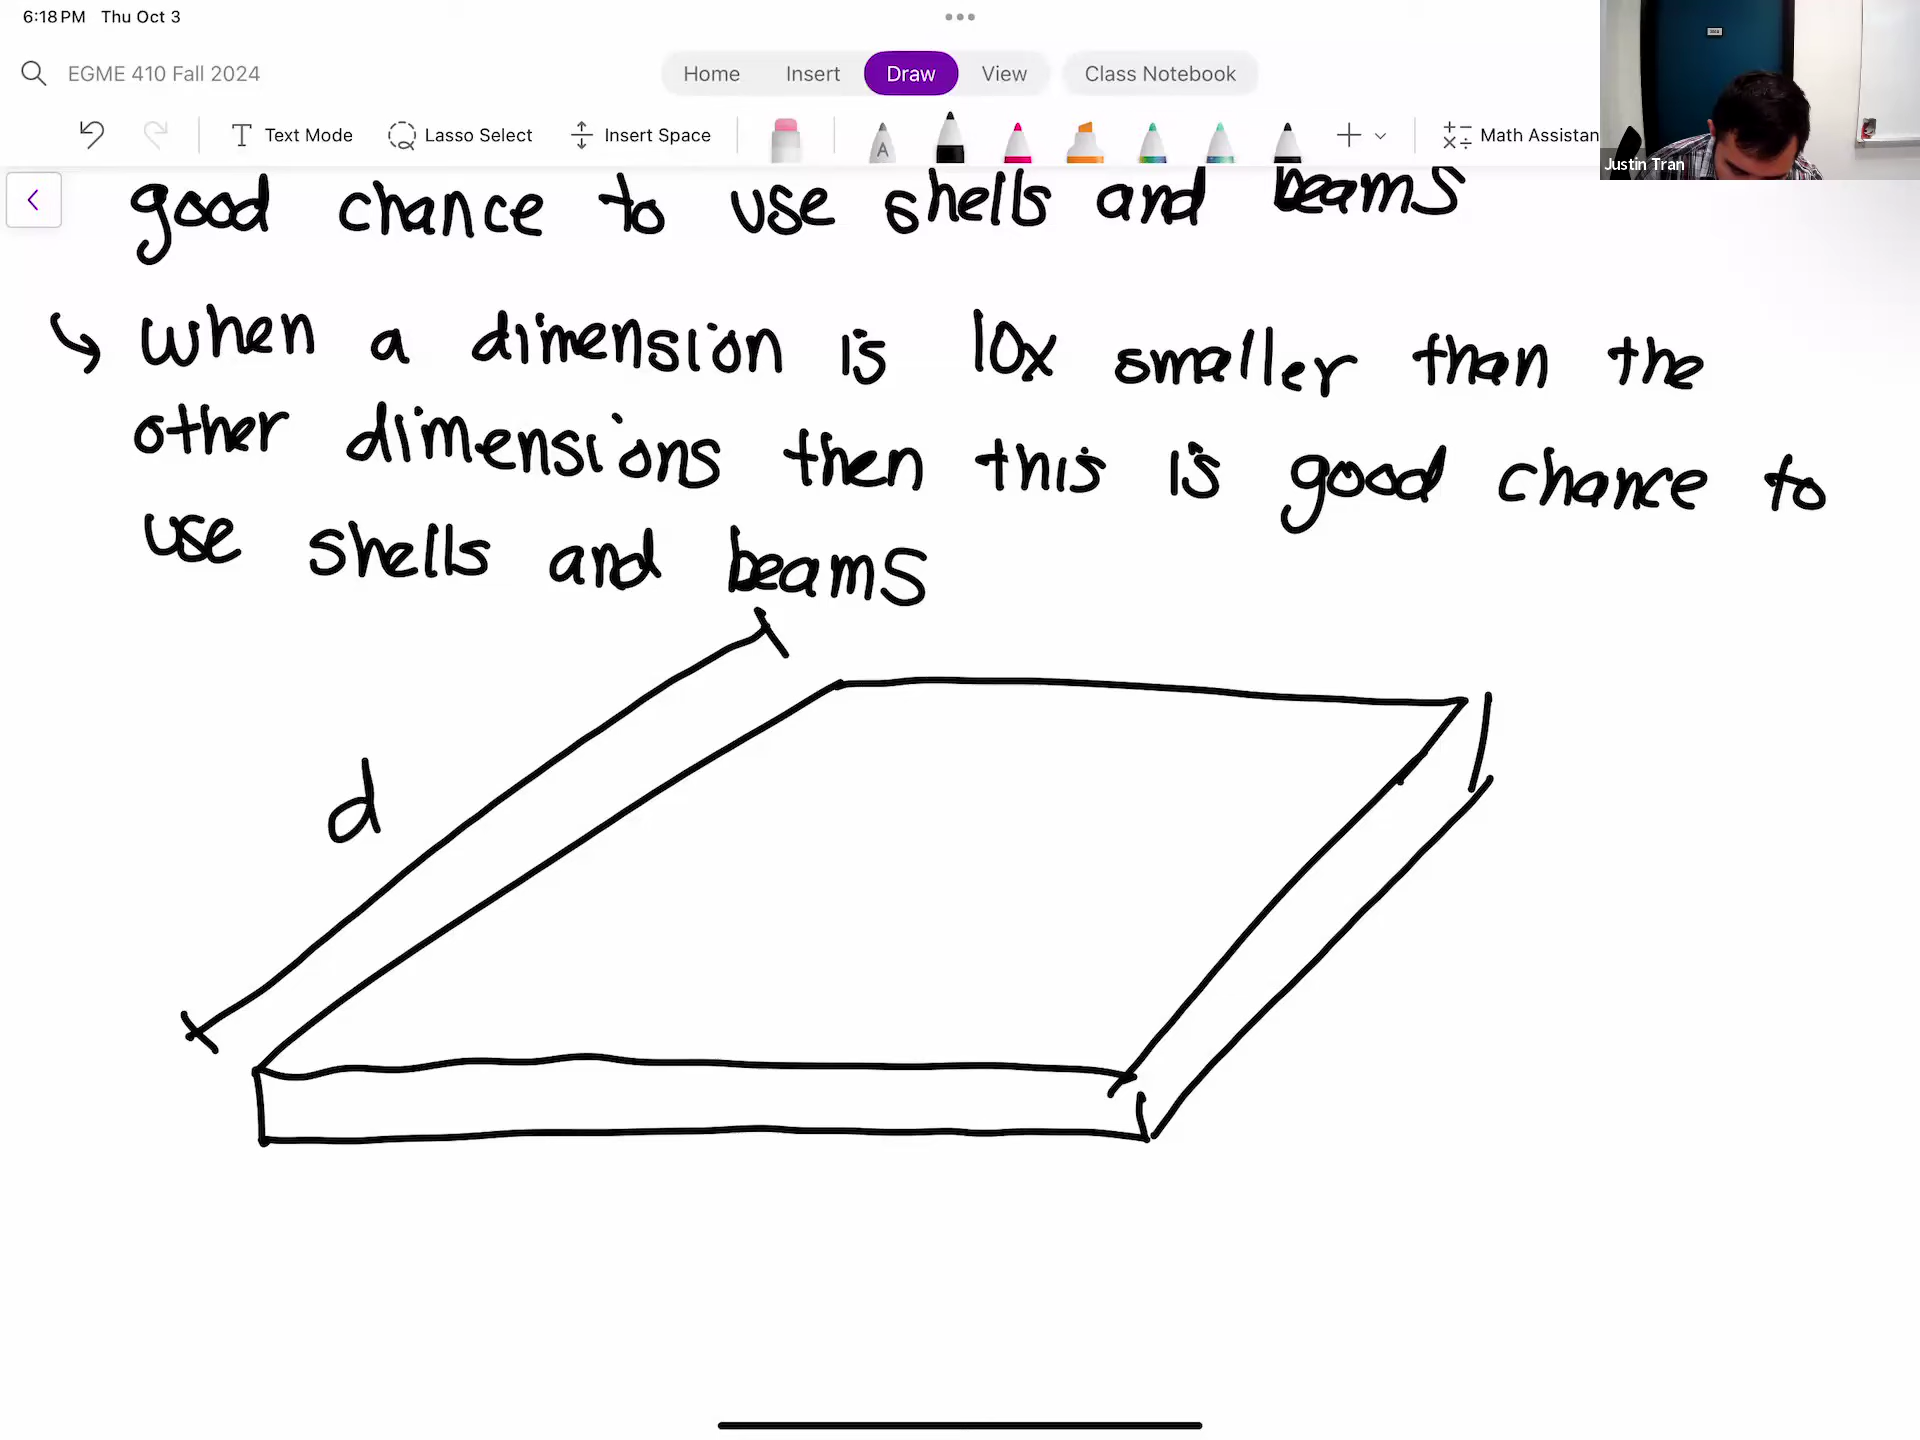 6:18 PM Thu Oct 3
EGME 410 Fall 2024
Home Insert Draw View Class Notebook
Text Mode Lasso Select Insert Space A Math Assistan
Justin Tran
good chance to use shells and beams
↳ when a dimension is 10x smaller than the
other dimensions then this is good chance to
use shells and beams
d